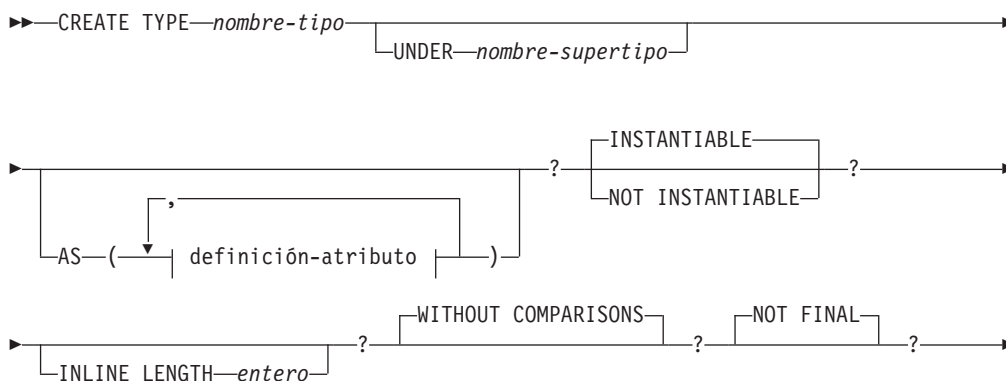 CREATE TYPE nombre-tipo
UNDER nombre-supertipo
? INSTANTIABLE ?
NOT INSTANTIABLE
,
AS ( definición-atributo )
? WITHOUT COMPARISONS ? NOT FINAL ?
INLINE LENGTH entero